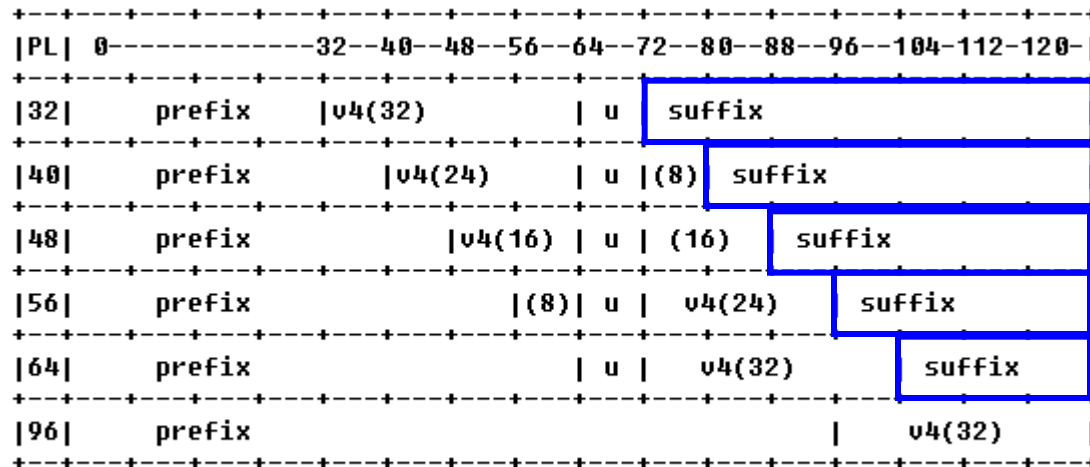 +--+---+---+---+---+---+---+---+---+---+---+---+---+---+---+---+---+
|PL| 0-------------32--40--48--56--64--72--80--88--96--104-112-120-|
+--+---+---+---+---+---+---+---+---+---+---+---+---+---+---+---+---+
|32| prefix |v4(32) | u | suffix
+--+---+---+---+---+---+---+---+---+---+---+---+---+---+---+---+---+
|40| prefix |v4(24) | u |(8) suffix
+--+---+---+---+---+---+---+---+---+---+---+---+---+---+---+---+---+
|48| prefix |v4(16) | u | (16) suffix
+--+---+---+---+---+---+---+---+---+---+---+---+---+---+---+---+---+
|56| prefix |(8)| u | v4(24) suffix
+--+---+---+---+---+---+---+---+---+---+---+---+---+---+---+---+---+
|64| prefix | u | v4(32) suffix
+--+---+---+---+---+---+---+---+---+---+---+---+---+---+---+---+---+
|96| prefix | v4(32) |
+--+---+---+---+---+---+---+---+---+---+---+---+---+---+---+---+---+